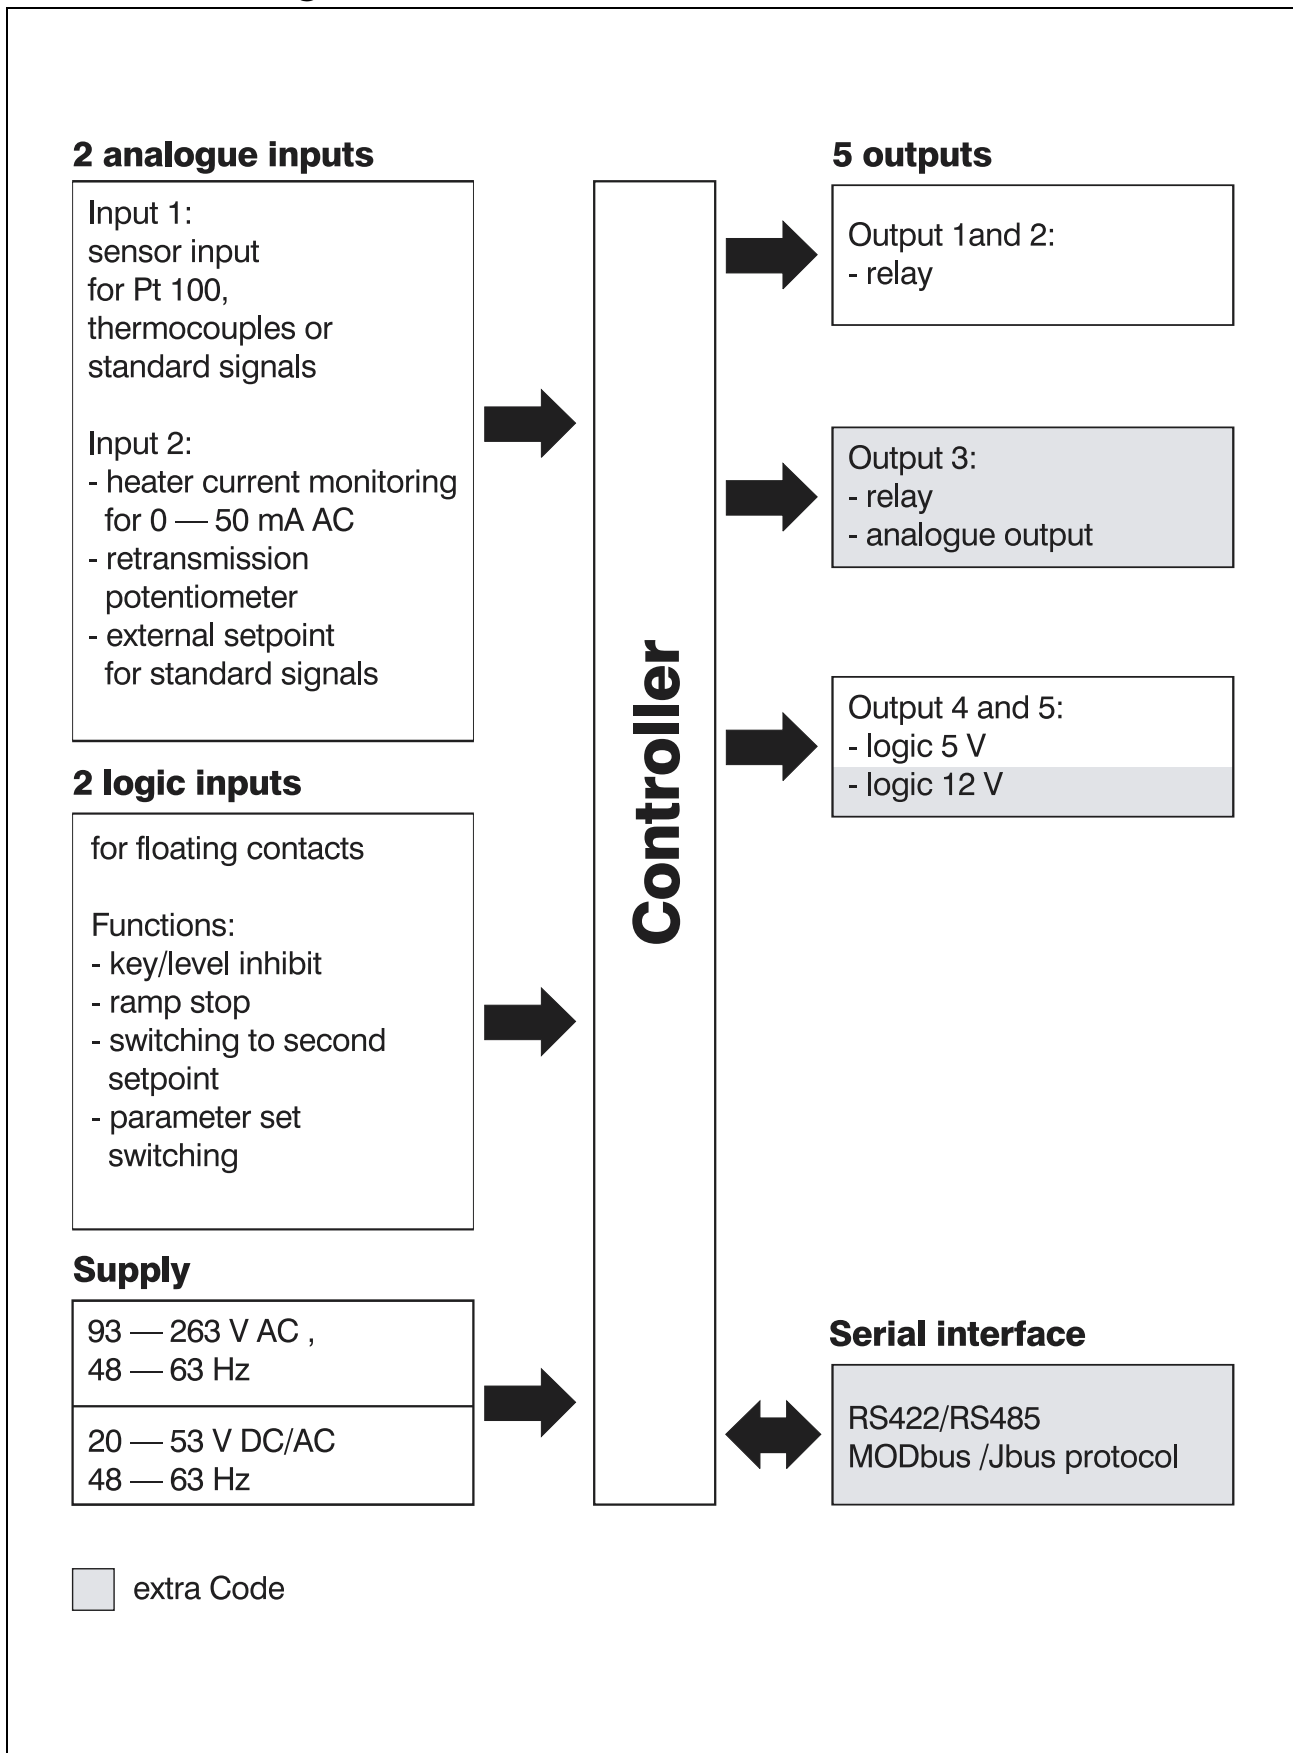 2 analogue inputs
Input 1:
sensor input
for Pt 100,
thermocouples or
standard signals
Input 2:
- heater current monitoring
for 0 — 50 mA AC
- retransmission
potentiometer
- external setpoint
for standard signals
2 logic inputs
for floating contacts
Functions:
- key/level inhibit
- ramp stop
- switching to second
setpoint
- parameter set
switching
Supply
93 — 263 V AC ,
48 — 63 Hz
20 — 53 V DC/AC
48 — 63 Hz
Controller
5 outputs
Output 1and 2:
- relay
Output 3:
- relay
- analogue output
Output 4 and 5:
- logic 5 V
- logic 12 V
Serial interface
RS422/RS485
MODbus /Jbus protocol
extra Code